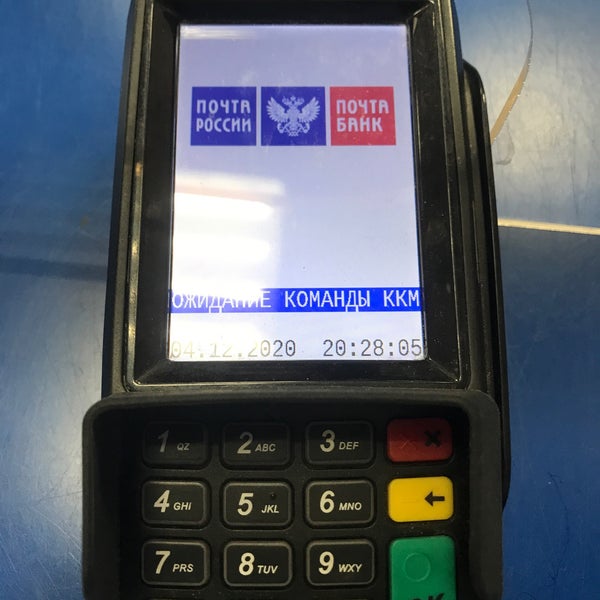 ПОЧТА
РОССИИ
ПОЧТА
БАНК
ОЖИДАНИЕ КОМАНДЫ ККМ
04.12.2020 20:28:05
1 QZ 2 ABC 3 DEF
4 GHI 5 JKL 6 MNO
7 PRS 8 TUV 9 WXY